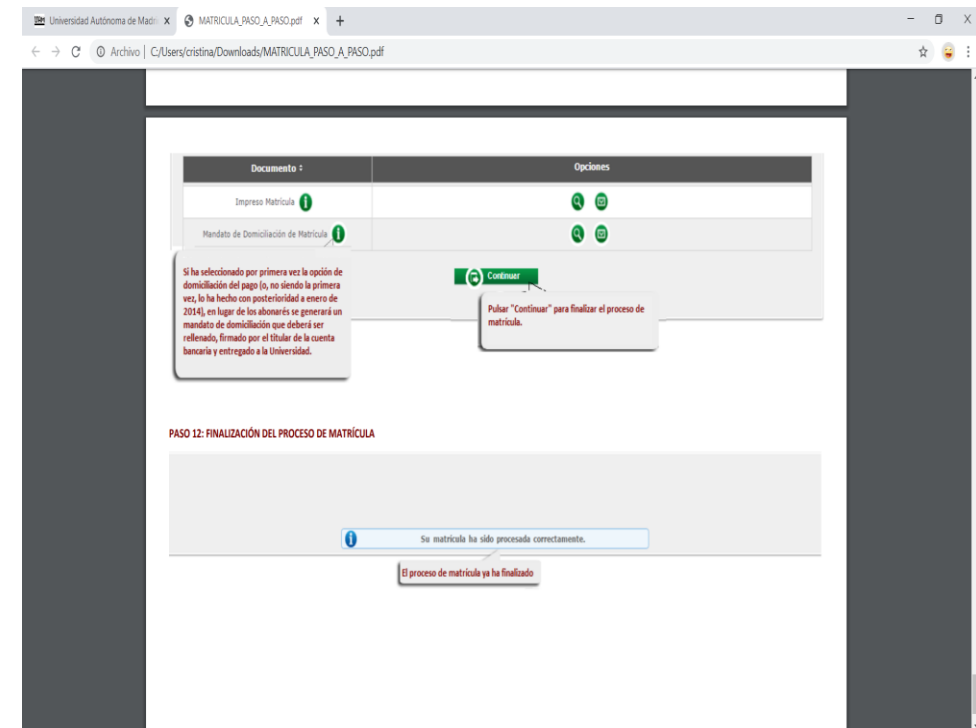 Universidad Autónoma de Madri
MATRICULA_PASO_A_PASO.pdf
Archivo | C:/Users/cristina/Downloads/MATRICULA_PASO_A_PASO.pdf
Documento
Opciones
Impreso Matrícula
Mandato de Domiciliación de Matrícula
Si ha seleccionado por primera vez la opción de
domiciliación del pago (o, no siendo la primera
vez, lo ha hecho con posterioridad a enero de
2014), en lugar de los abonarés se generará un
mandato de domiciliación que deberá ser
rellenado, firmado por el titular de la cuenta
bancaria y entregado a la Universidad.
Continuar
Pulsar "Continuar" para finalizar el proceso de
matrícula.
PASO 12: FINALIZACIÓN DEL PROCESO DE MATRÍCULA
Su matrícula ha sido procesada correctamente.
El proceso de matrícula ya ha finalizado